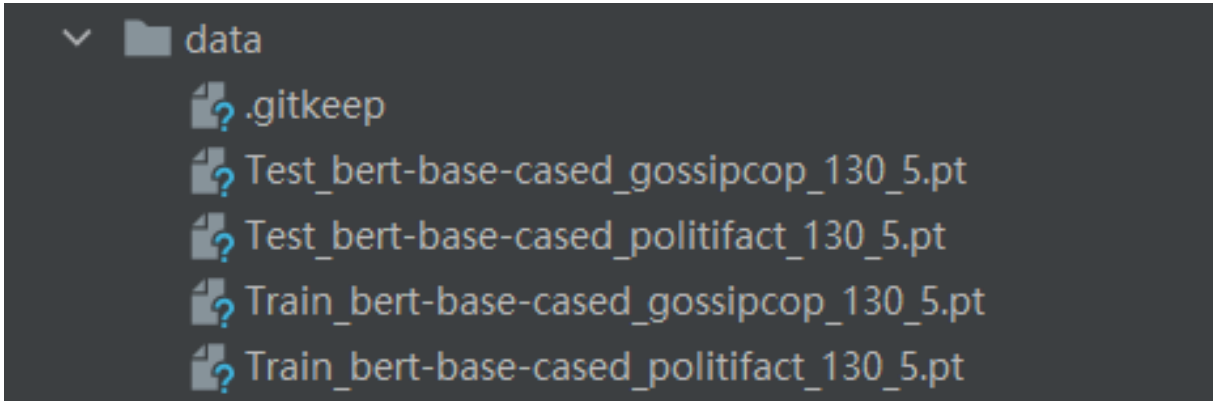 data
.gitkeep
Test_bert-base-cased_gossipcop_130_5.pt
Test_bert-base-cased_politifact_130_5.pt
Train_bert-base-cased_gossipcop_130_5.pt
Train_bert-base-cased_politifact_130_5.pt